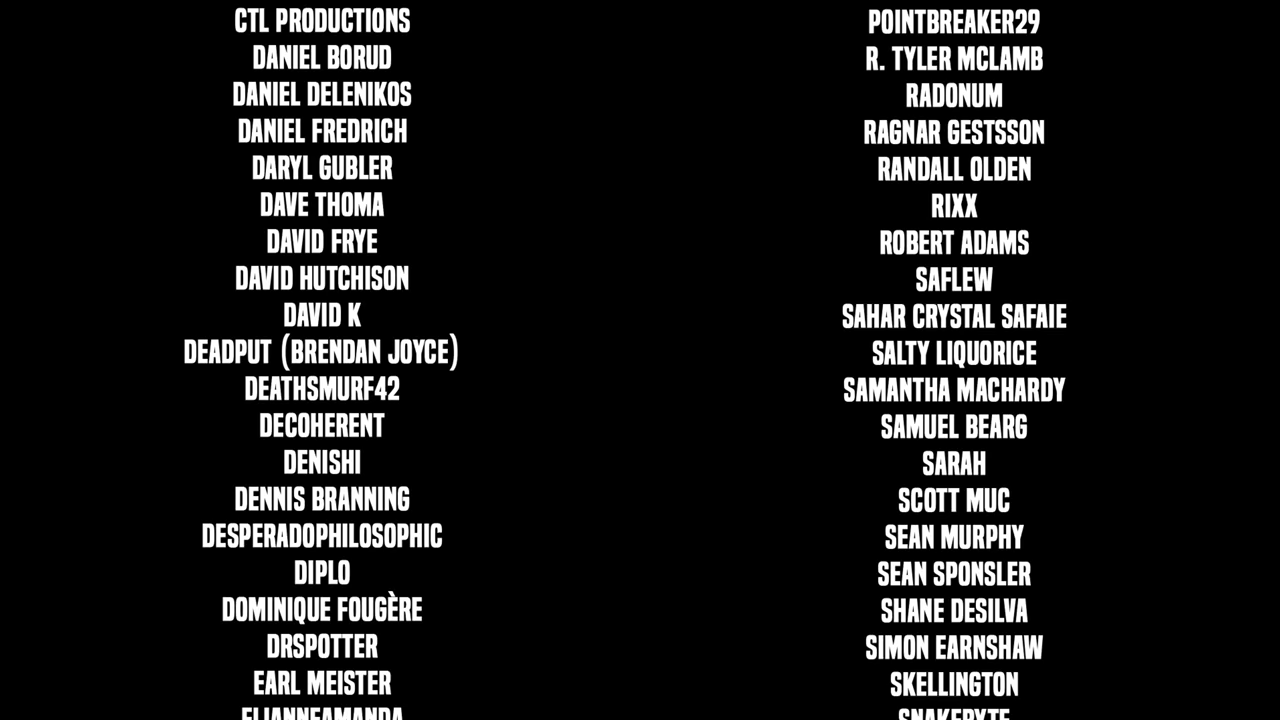 CTL PRODUCTIONS
DANIEL BORUD
DANIEL DELENIKOS
DANIEL FREDRICH
DARYL GUBLER
DAVE THOMA
DAVID FRYE
DAVID HUTCHISON
DAVID K
DEADPUT (BRENDAN JOYCE)
DEATHSMURF42
DECOHERENT
DENISHI
DENNIS BRANNING
DESPERADOPHILOSOPHIC
DIPLO
DOMINIQUE FOUGÈRE
DRSPOTTER
EARL MEISTER
ELIANNEAMANDA
POINTBREAKER29
R. TYLER MCLAMB
RADONUM
RAGNAR GESTSSON
RANDALL OLDEN
RIXX
ROBERT ADAMS
SAFLEW
SAHAR CRYSTAL SAFAIE
SALTY LIQUORICE
SAMANTHA MACHARDY
SAMUEL BEARG
SARAH
SCOTT MUC
SEAN MURPHY
SEAN SPONSLER
SHANE DESILVA
SIMON EARNSHAW
SKELLINGTON